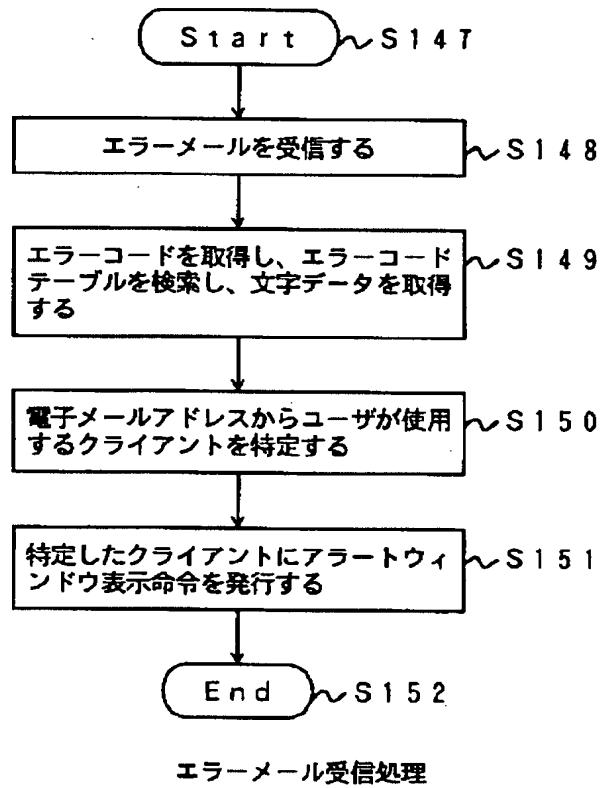 Start
S147
エラーメールを受信する
S148
エラーコードを取得し、エラーコード
テーブルを検索し、文字データを取得
する
S149
電子メールアドレスからユーザが使用
するクライアントを特定する
S150
特定したクライアントにアラートウィ
ンドウ表示命令を発行する
S151
End
S152
エラーメール受信処理